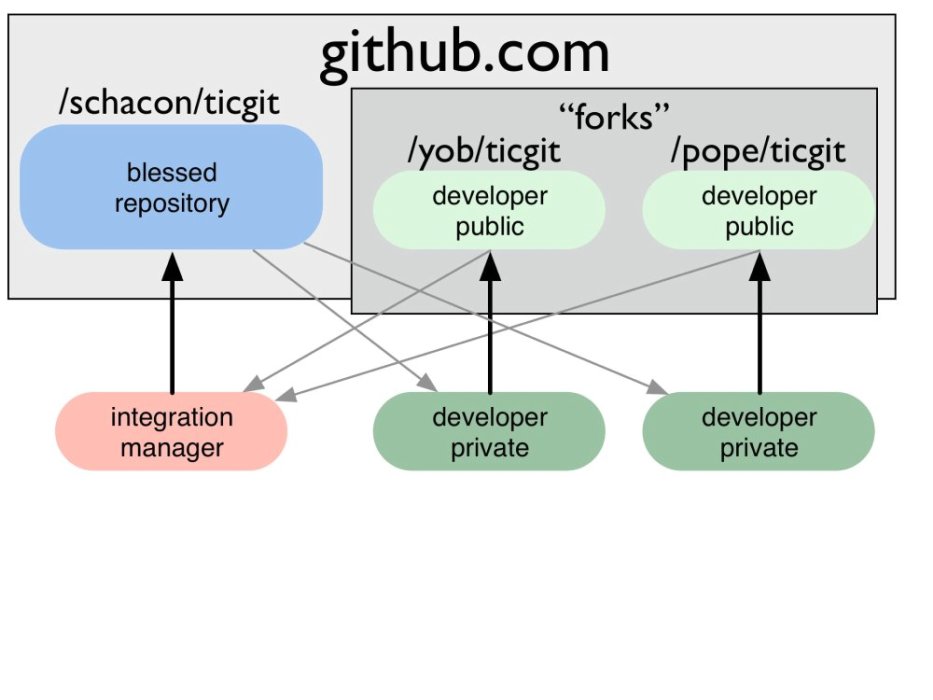 github.com
/schacon/ticgit
“forks”
/yob/ticgit
/pope/ticgit
blessed
repository
developer
public
developer
public
integration
manager
developer
private
developer
private